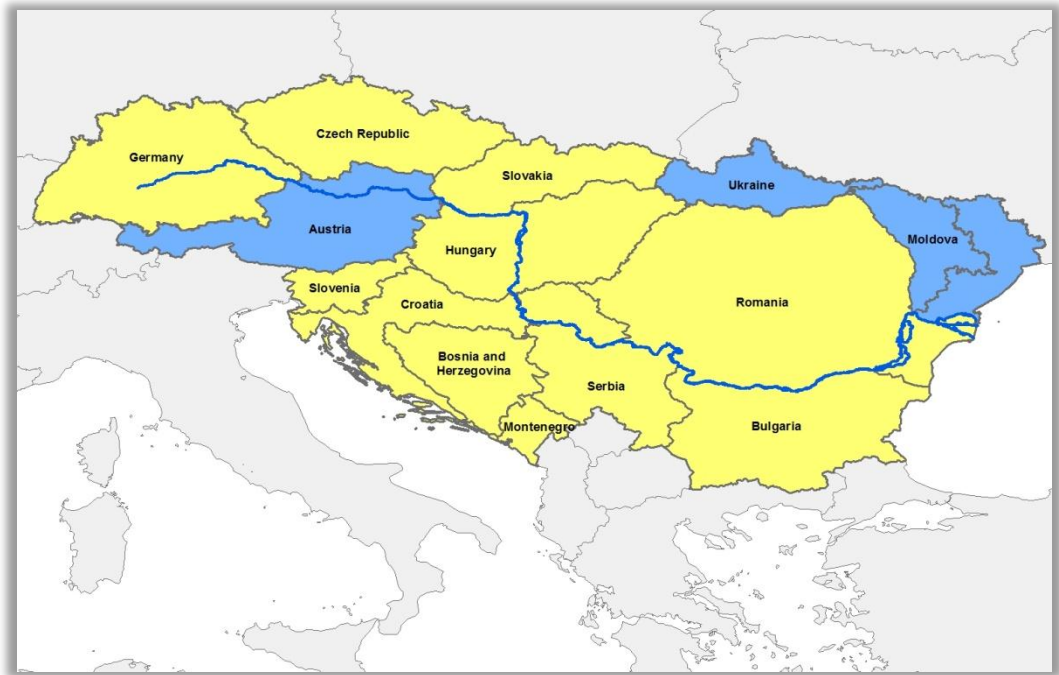 Czech Republic
Germany
Slovakia
Ukraine
Austria
Moldova
Hungary
Slovenia
Croatia
Romania
Bosnia and
Herzegovina
Serbia
Montenegro
Bulgaria